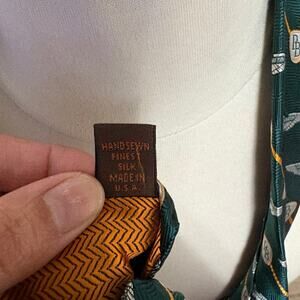 HANDSEWN
FINEST
SILK
MADE IN
U.S.A.